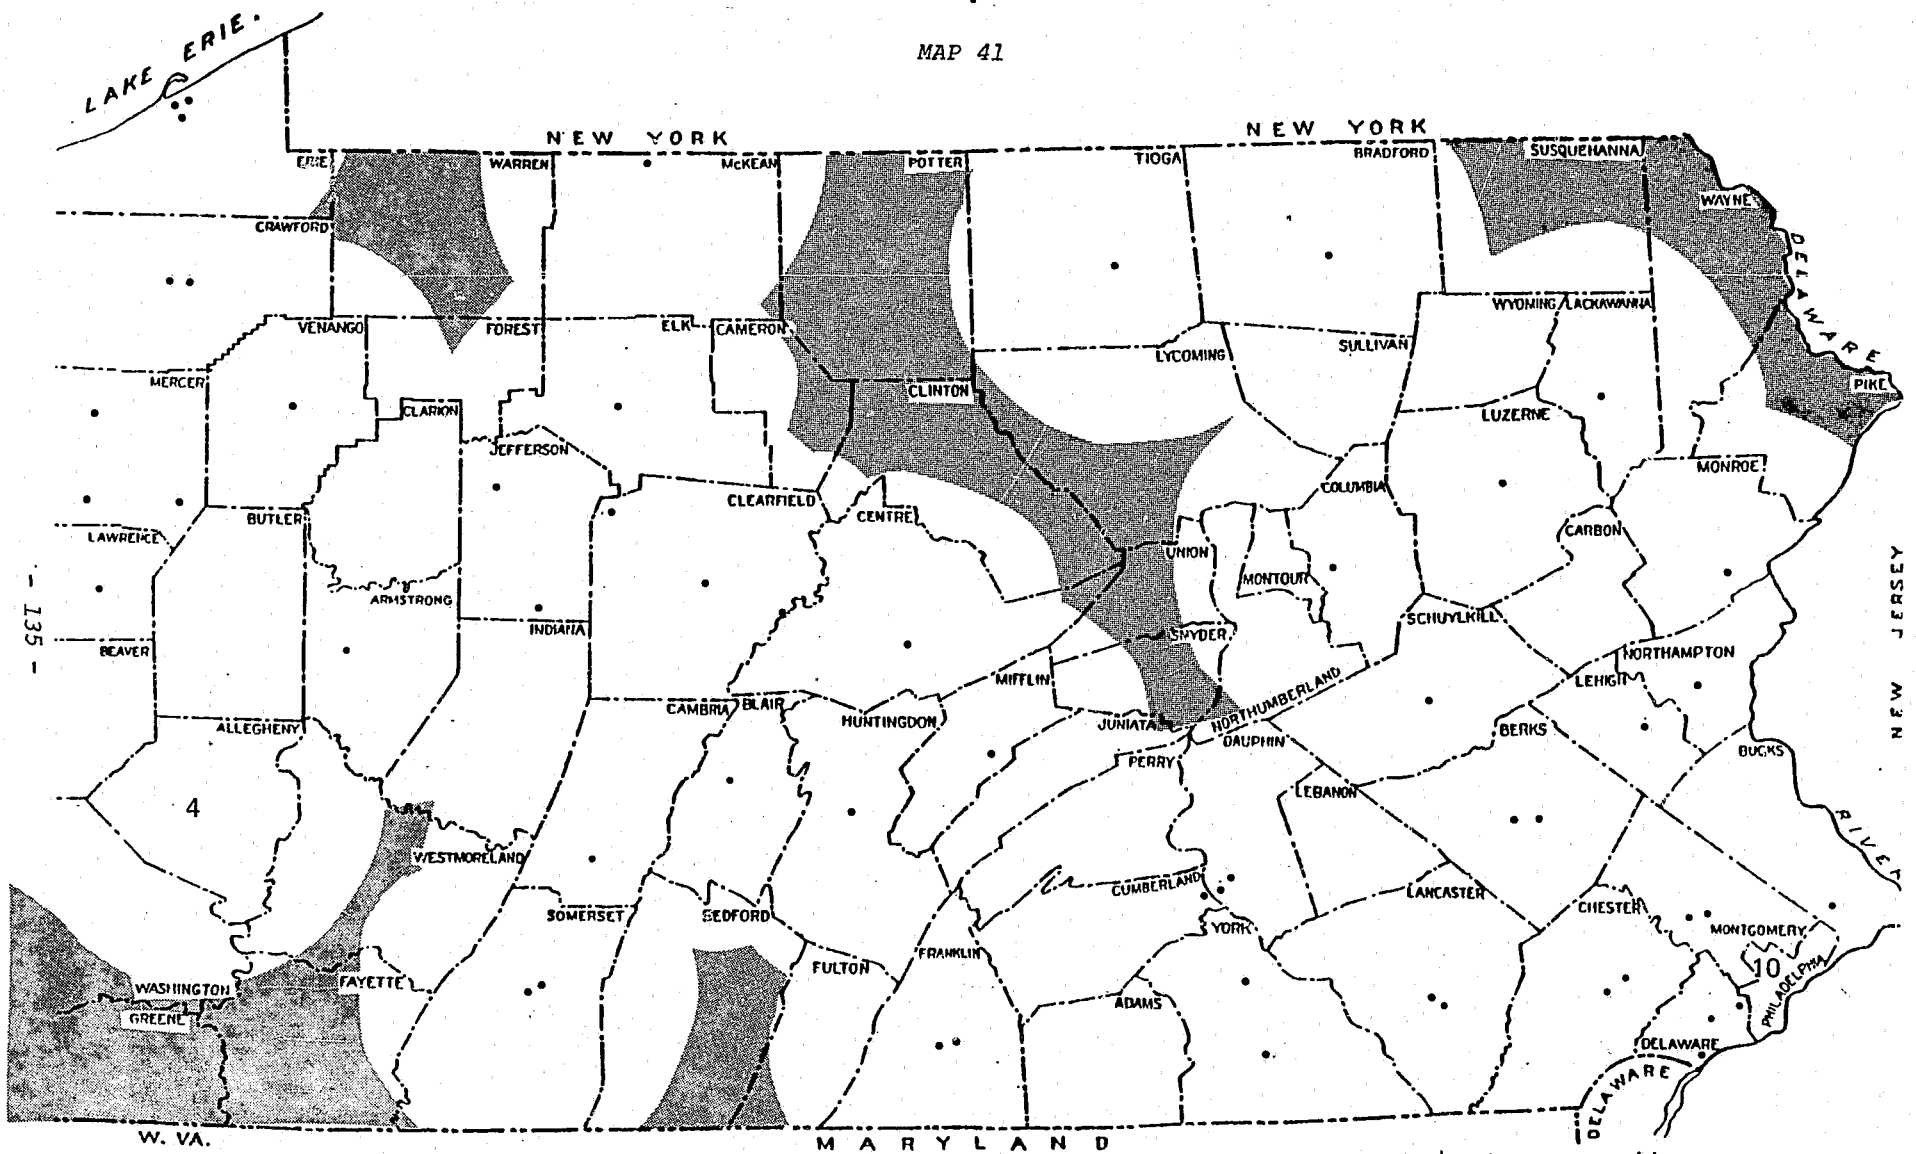 MAP 41
LAKE ERIE.
NEW YORK
NEW YORK
ERIE
WARREN
McKEAN
POTTER
TIOGA
BRADFORD
SUSQUEHANNA
WAYNE
CRAWFORD
DELAWARE
VENANGO
FOREST
ELK
CAMERON
WYOMING
LACKAWANNA
LYCOMING
SULLIVAN
MERCER
CLINTON
PIKE
CLARION
LUZERNE
JEFFERSON
MONROE
CLEARFIELD
COLUMBIA
BUTLER
CENTRE
CARBON
LAWRENCE
UNION
MONTOUR
ARMSTRONG
SCHUYLKILL
INDIANA
SNYDER
NEW JERSEY
- 135 -
BEAVER
NORTHAMPTON
MIFFLIN
LEHIGH
CAMBRIA
BLAIR
HUNTINGDON
JUNIATA
NORTHUMBERLAND
ALLEGHENY
DAUPHIN
BERKS
BUCKS
PERRY
LEBANON
4
RIVER
WESTMORELAND
CUMBERLAND
LANCASTER
SOMERSET
BEDFORD
CHESTER
YORK
MONTGOMERY
FRANKLIN
FULTON
10
PHILADELPHIA
FAYETTE
WASHINGTON
ADAMS
GREENE
DELAWARE
DELAWARE
W. VA.
MARYLAND